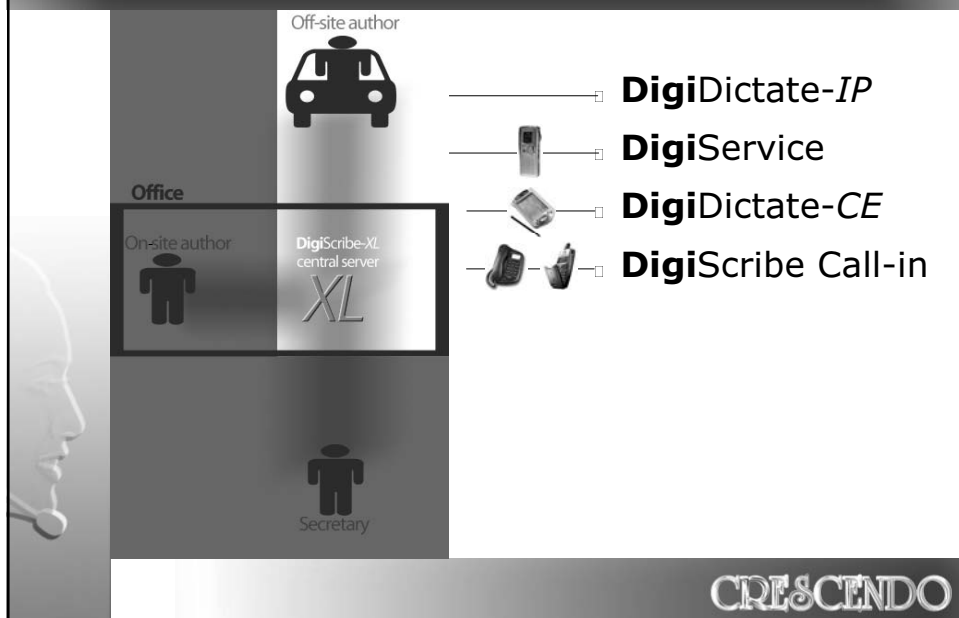 Off-site author
DigiDictate-IP
DigiService
Office
DigiDictate-CE
On-site author
DigiScribe-XL
central server
XL
DigiScribe Call-in
Secretary
CRESCENDO